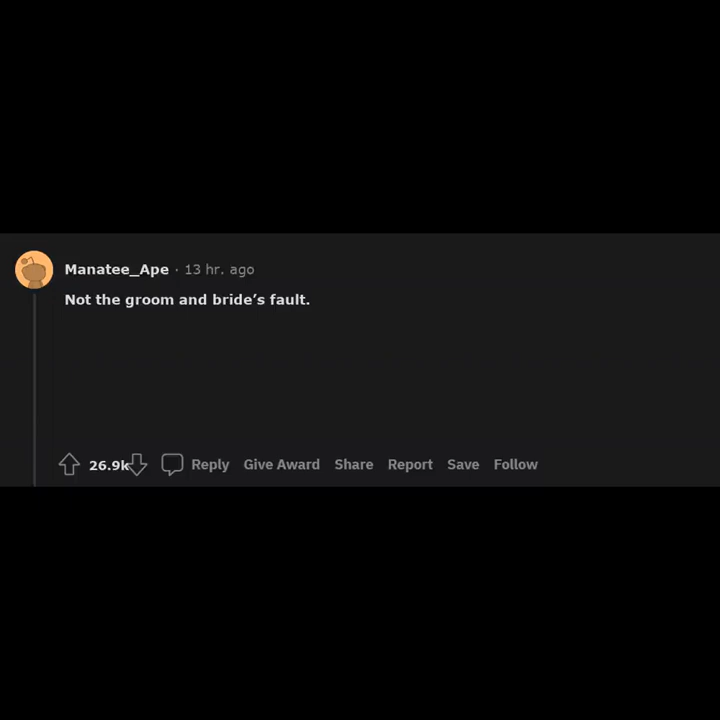 Manatee_Ape · 13 hr. ago
Not the groom and bride’s fault.
26.9k Reply Give Award Share Report Save Follow